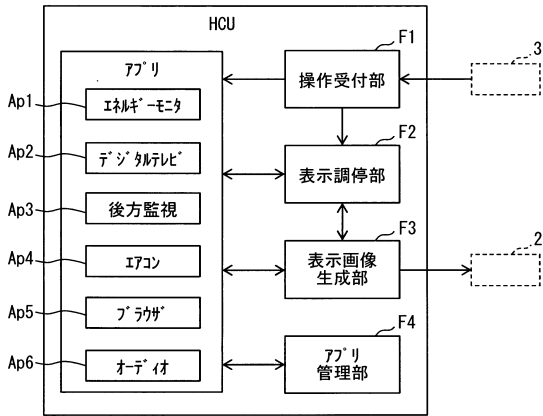 HCU
アプリ
Ap1
エネルギーモニタ
Ap2
デジタルテレビ
Ap3
後方監視
Ap4
エアコン
Ap5
ブラウザ
Ap6
オーディオ
F1
操作受付部
F2
表示調停部
F3
表示画像
生成部
F4
アプリ
管理部
3
2